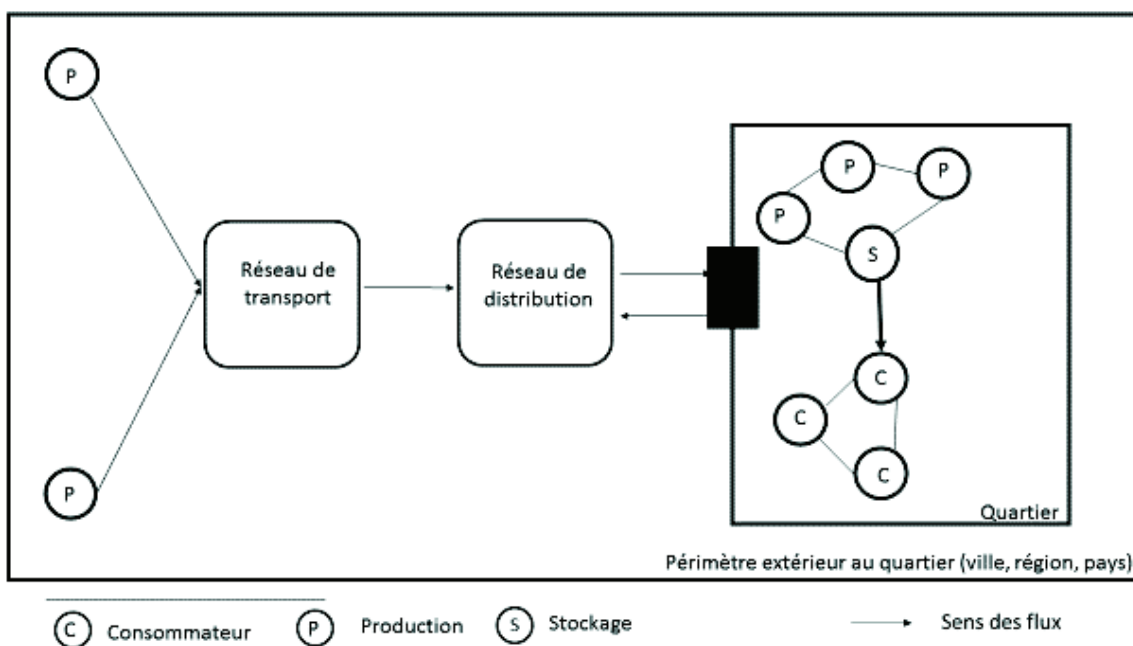 P
P
P
P
Réseau de
transport
Réseau de
distribution
S
C
C
C
P
Quartier
Périmètre extérieur au quartier (ville, région, pays)
C Consommateur P Production S Stockage Sens des flux